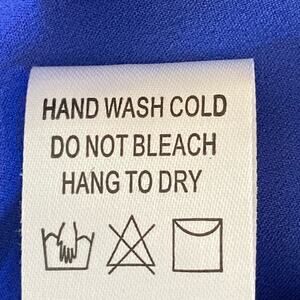 HAND WASH COLD
DO NOT BLEACH
HANG TO DRY